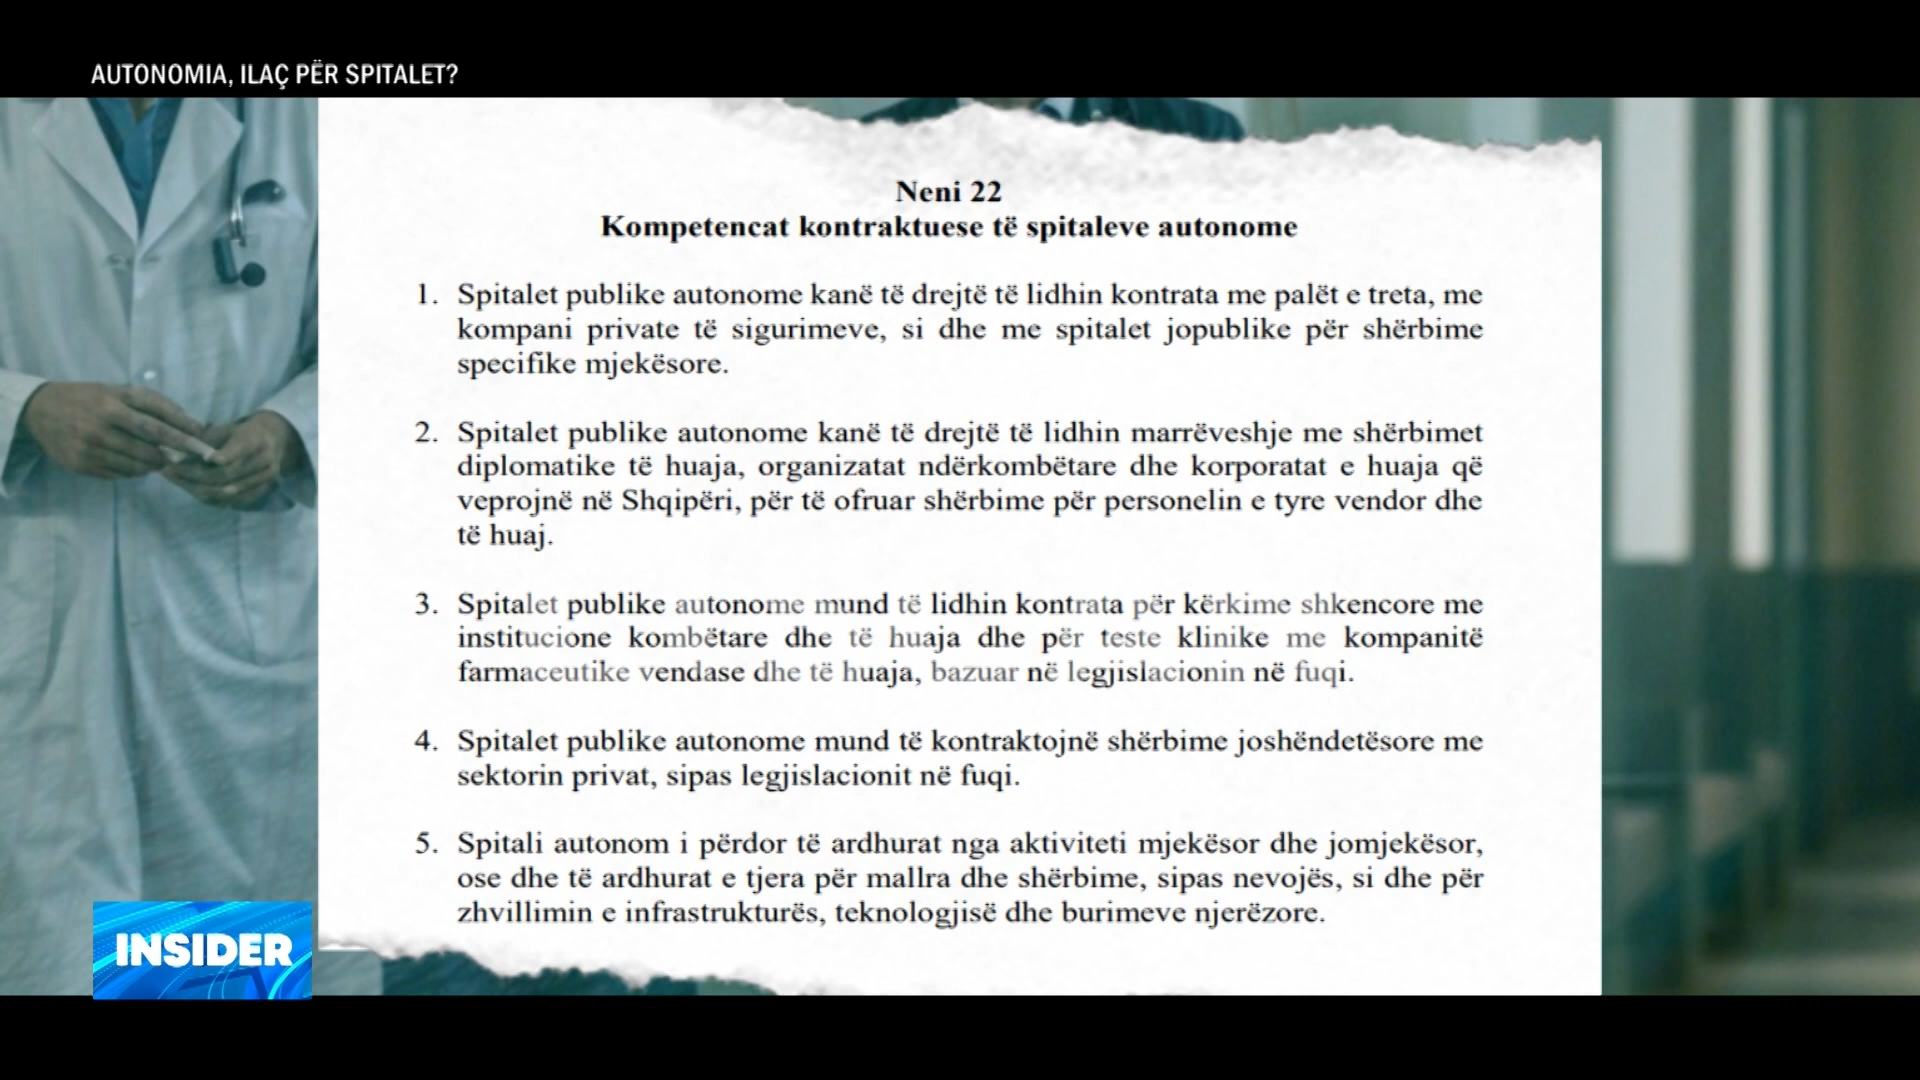 AUTONOMIA, ILAÇ PËR SPITALET?
Neni 22
Kompetencat kontraktuese të spitaleve autonome
1. Spitalet publike autonome kanë të drejtë të lidhin kontrata me palët e treta, me
kompani private të sigurimeve, si dhe me spitalet jopublike për shërbime
specifike mjekësore.
2. Spitalet publike autonome kanë të drejtë të lidhin marrëveshje me shërbimet
diplomatike të huaja, organizatat ndërkombëtare dhe korporatat e huaja që
veprojnë në Shqipëri, për të ofruar shërbime për personelin e tyre vendor dhe
të huaj.
3. Spitalet publike autonome mund të lidhin kontrata për kërkime shkencore me
institucione kombëtare dhe të huaja dhe për teste klinike me kompanitë
farmaceutike vendase dhe të huaja, bazuar në legjislacionin në fuqi.
4. Spitalet publike autonome mund të kontraktojnë shërbime joshëndetësore me
sektorin privat, sipas legjislacionit në fuqi.
5. Spitali autonom i përdor të ardhurat nga aktiviteti mjekësor dhe jomjekësor,
ose dhe të ardhurat e tjera për mallra dhe shërbime, sipas nevojës, si dhe për
zhvillimin e infrastrukturës, teknologjisë dhe burimeve njerëzore.
INSIDER